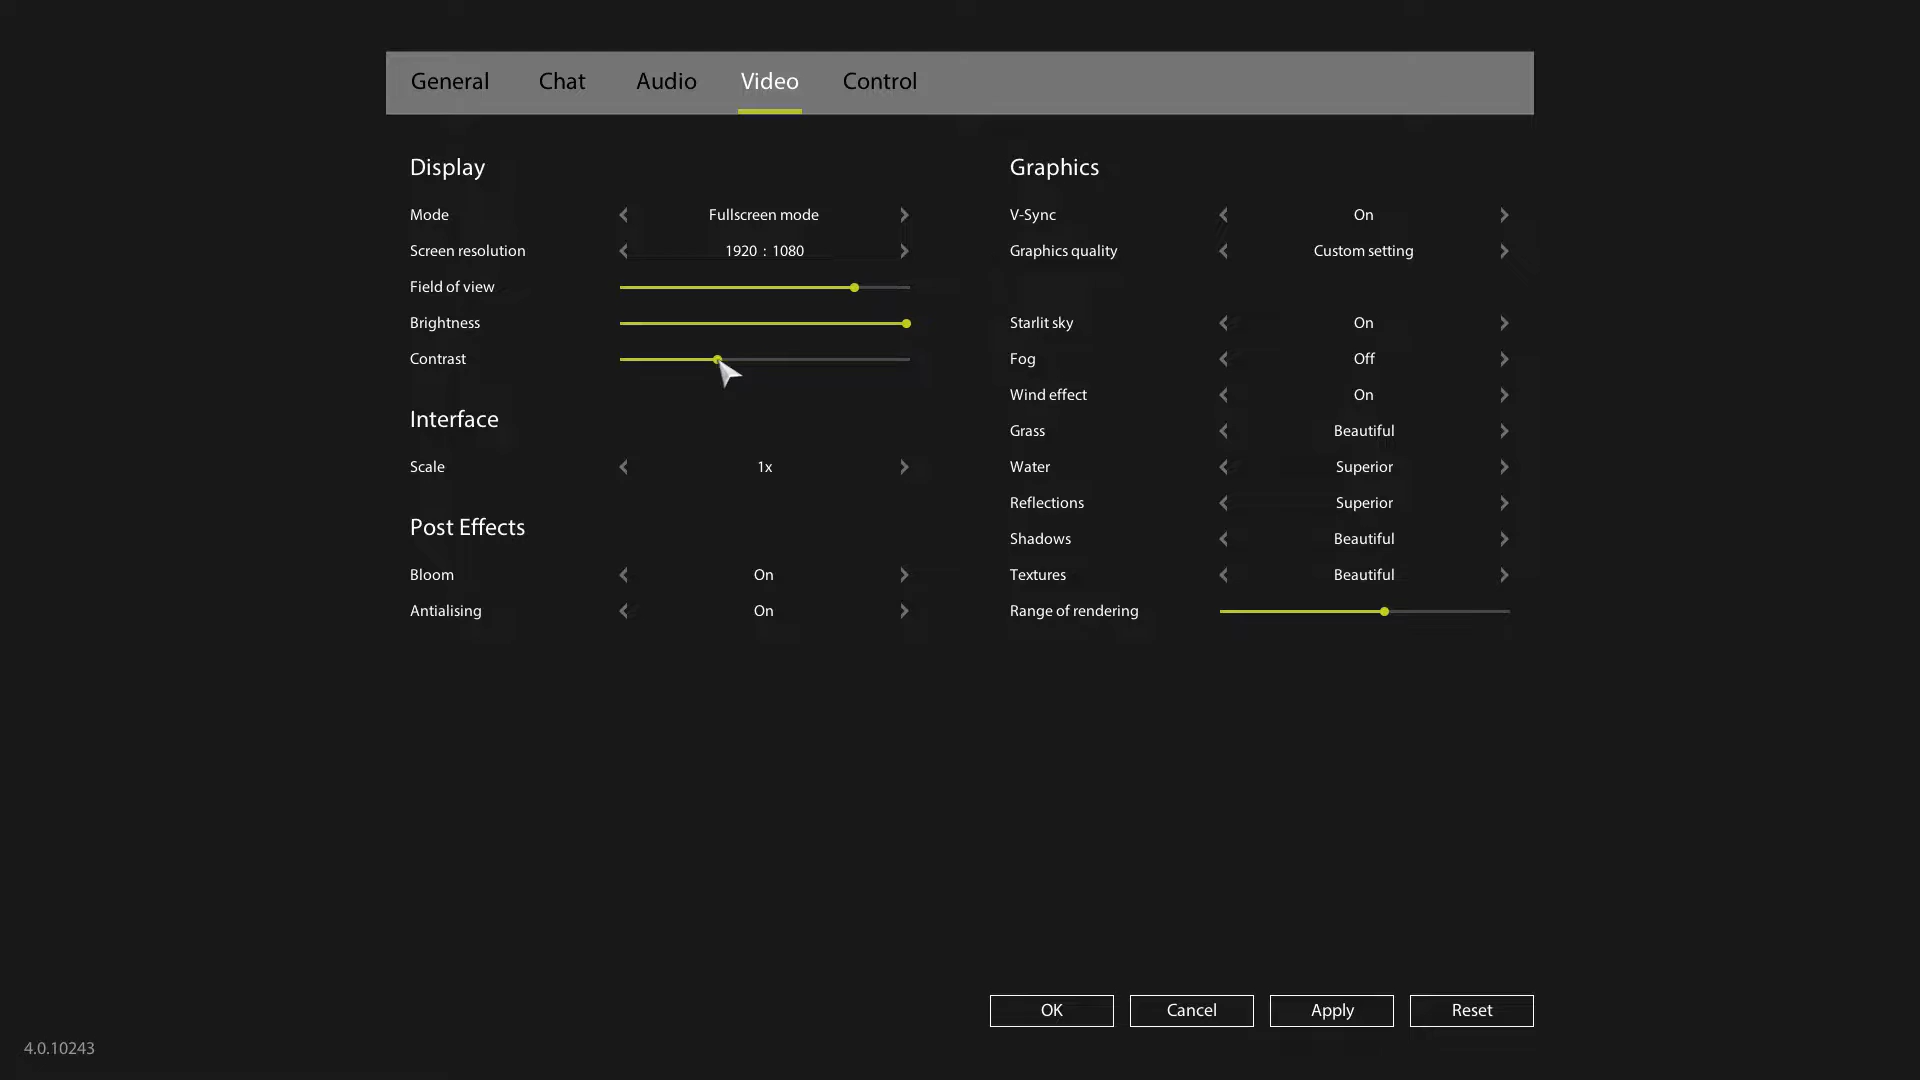 General Chat Audio Video Control
Display
Mode Fullscreen mode
Screen resolution 1920 : 1080
Field of view
Brightness
Contrast
Interface
Scale 1x
Post Effects
Bloom On
Antialising On
Graphics
V-Sync On
Graphics quality Custom setting
Starlit sky On
Fog Off
Wind effect On
Grass Beautiful
Water Superior
Reflections Superior
Shadows Beautiful
Textures Beautiful
Range of rendering
OK Cancel Apply Reset
4.0.10243